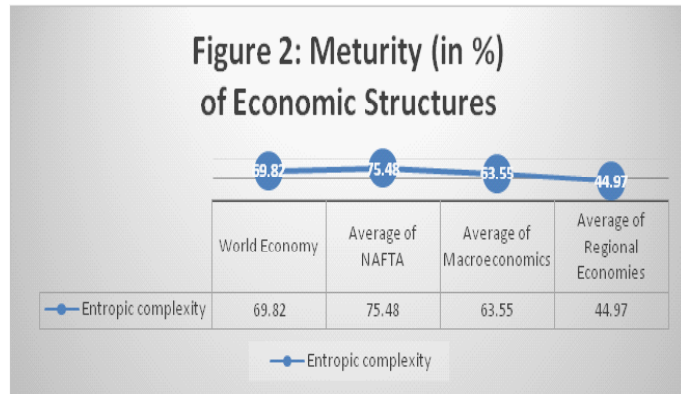 Figure 2: Meturity (in %)
of Economic Structures
69.82 75.48 63.55 44.97
World Economy
Average of
NAFTA
Average of
Macroeconomics
Average of
Regional
Economies
Entropic complexity 69.82 75.48 63.55 44.97
Entropic complexity